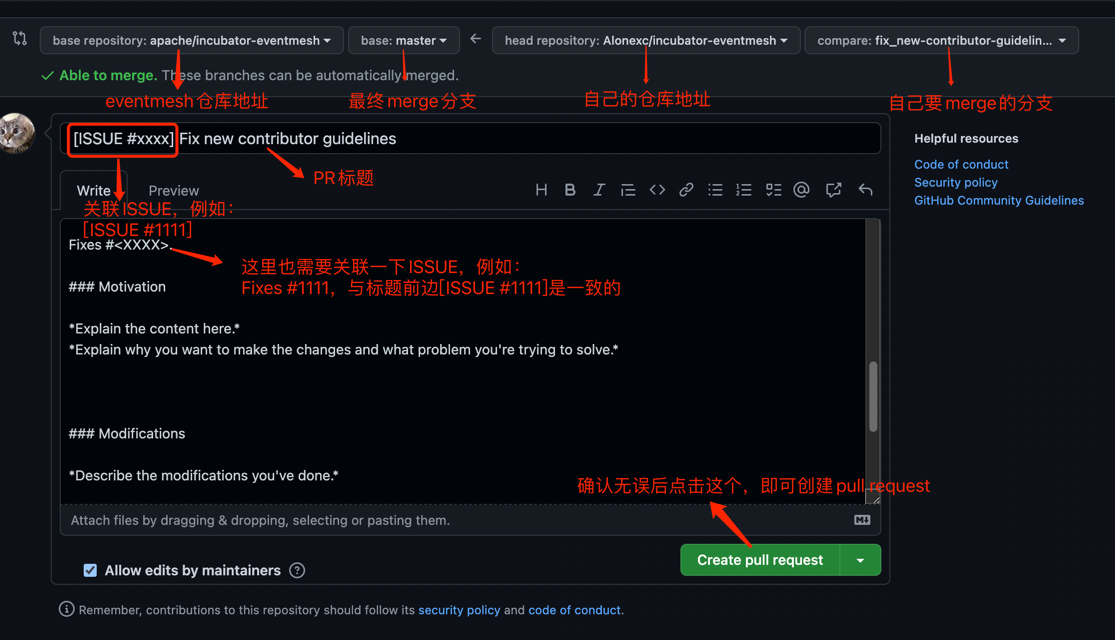 base repository: apache/incubator-eventmesh base: master head repository: Alonexc/incubator-eventmesh compare: fix_new-contributor-guidelin...
Able to merge. These branches can be automatically merged.
eventmesh仓库地址 最终merge分支 自己的仓库地址 自己要merge的分支
[ISSUE #xxxx] Fix new contributor guidelines
Helpful resources
Code of conduct
Security policy
GitHub Community Guidelines
PR标题
Write Preview
关联ISSUE，例如：
[ISSUE #1111]
Fixes #<XXXX>.
这里也需要关联一下ISSUE，例如：
Fixes #1111，与标题前边[ISSUE #1111]是一致的
### Motivation
*Explain the content here.*
*Explain why you want to make the changes and what problem you're trying to solve.*
### Modifications
*Describe the modifications you've done.*
确认无误后点击这个，即可创建pull request
Attach files by dragging & dropping, selecting or pasting them.
Create pull request
Allow edits by maintainers
Remember, contributions to this repository should follow its security policy and code of conduct.